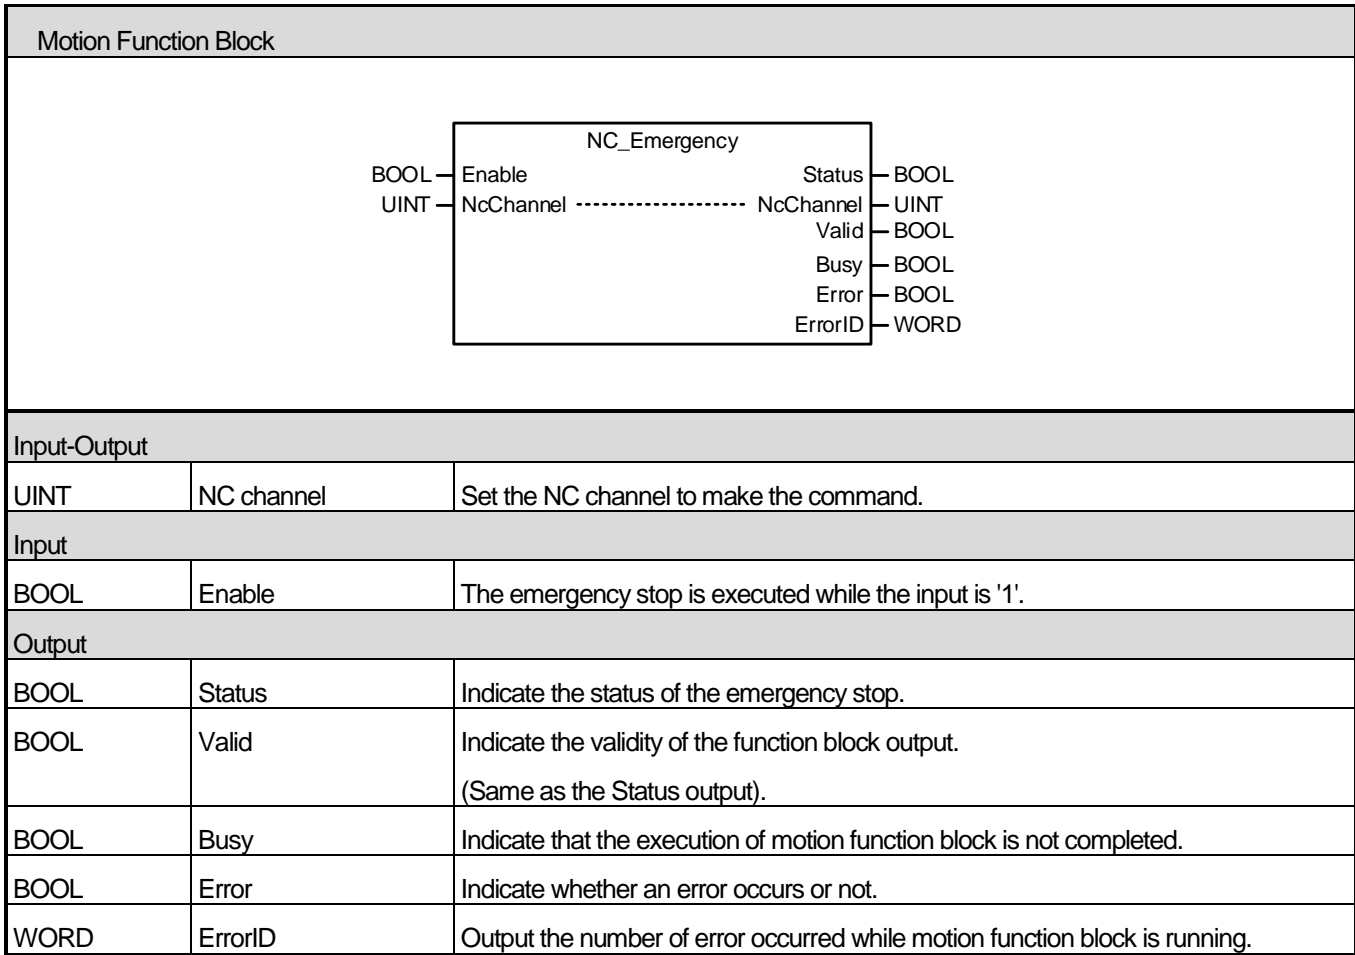 Motion Function Block
NC_Emergency
BOOL Enable Status BOOL
UINT NcChannel NcChannel UINT
Valid BOOL
Busy BOOL
Error BOOL
ErrorID WORD
Input-Output
UINT NC channel Set the NC channel to make the command.
Input
BOOL Enable The emergency stop is executed while the input is '1'.
Output
BOOL Status Indicate the status of the emergency stop.
BOOL Valid Indicate the validity of the function block output.
(Same as the Status output).
BOOL Busy Indicate that the execution of motion function block is not completed.
BOOL Error Indicate whether an error occurs or not.
WORD ErrorID Output the number of error occurred while motion function block is running.